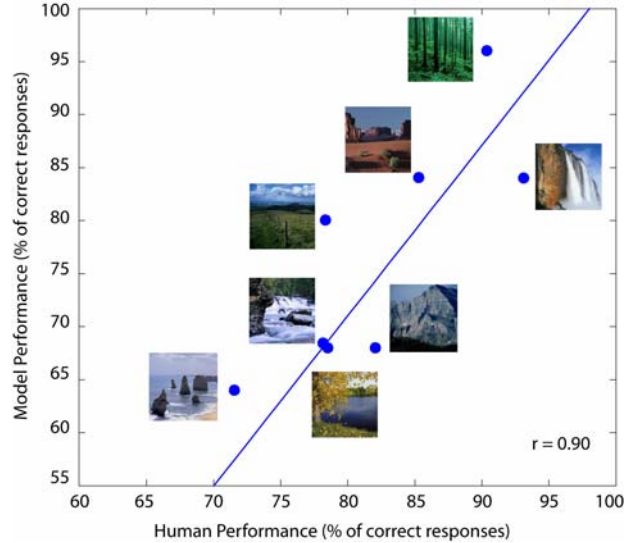 100
95
90
85
80
75
70
65
60
55
Model Performance (% of correct responses)
r = 0.90
60 65 70 75 80 85 90 95 100
Human Performance (% of correct responses)